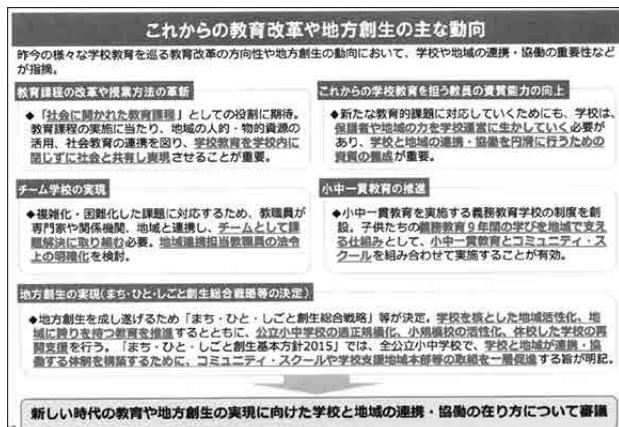 これからの教育改革や地方創生の主な動向
昨今の様々な学校教育を巡る教育改革の方向性や地方創生の動向において、学校や地域の連携・協働の重要性など
が指摘。
教育課程の改革や授業方法の革新
◆「社会に開かれた教育課程」としての役割に期待。
教育課程の実施に当たり、地域の人的・物的資源の
活用、社会教育の連携を図り、学校教育を学校内に
閉じずに社会と共有し実現させることが重要。
これからの学校教育を担う教員の資質能力の向上
◆新たな教育的課題に対応していくためにも、学校は、
保護者や地域の力を学校運営に生かしていく必要が
あり、学校と地域の連携・協働を円滑に行うための
資質の養成が重要。
チーム学校の実現
◆複雑化・困難化した課題に対応するため、教職員が
専門家や関係機関、地域と連携し、チームとして課
題解決に取り組む必要。地域連携担当教職員の法令
上の明確化を検討。
小中一貫教育の推進
◆小中一貫教育を実施する義務教育学校の制度を創
設。子供たちの義務教育9年間の学びを地域で支え
る仕組みとして、小中一貫教育とコミュニティ・ス
クールを組み合わせて実施することが有効。
地方創生の実現(まち・ひと・しごと創生総合戦略等の決定)
◆地方創生を成し遂げるため「まち・ひと・しごと創生総合戦略」等が決定。学校を核とした地域活性化、地
域に誇りを持つ教育を推進するとともに、公立小中学校の適正規模化、小規模校の活性化、休校した学校の再
開支援を行う。「まち・ひと・しごと創生基本方針2015」では、全公立小中学校で、学校と地域が連携・協
働する体制を構築するために、コミュニティ・スクールや学校支援地域本部等の取組を一層促進する旨が明記。
新しい時代の教育や地方創生の実現に向けた学校と地域の連携・協働の在り方について審議